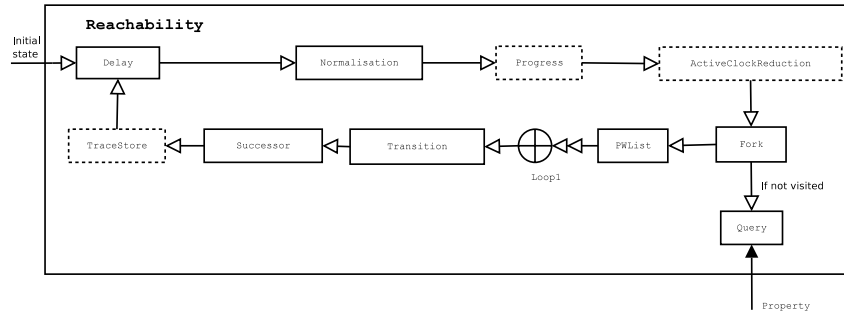 Reachability
Initial
state
Delay
Normalisation
Progress
ActiveClockReduction
TraceStore
Successor
Transition
Loop1
PWList
Fork
If not visited
Query
Property